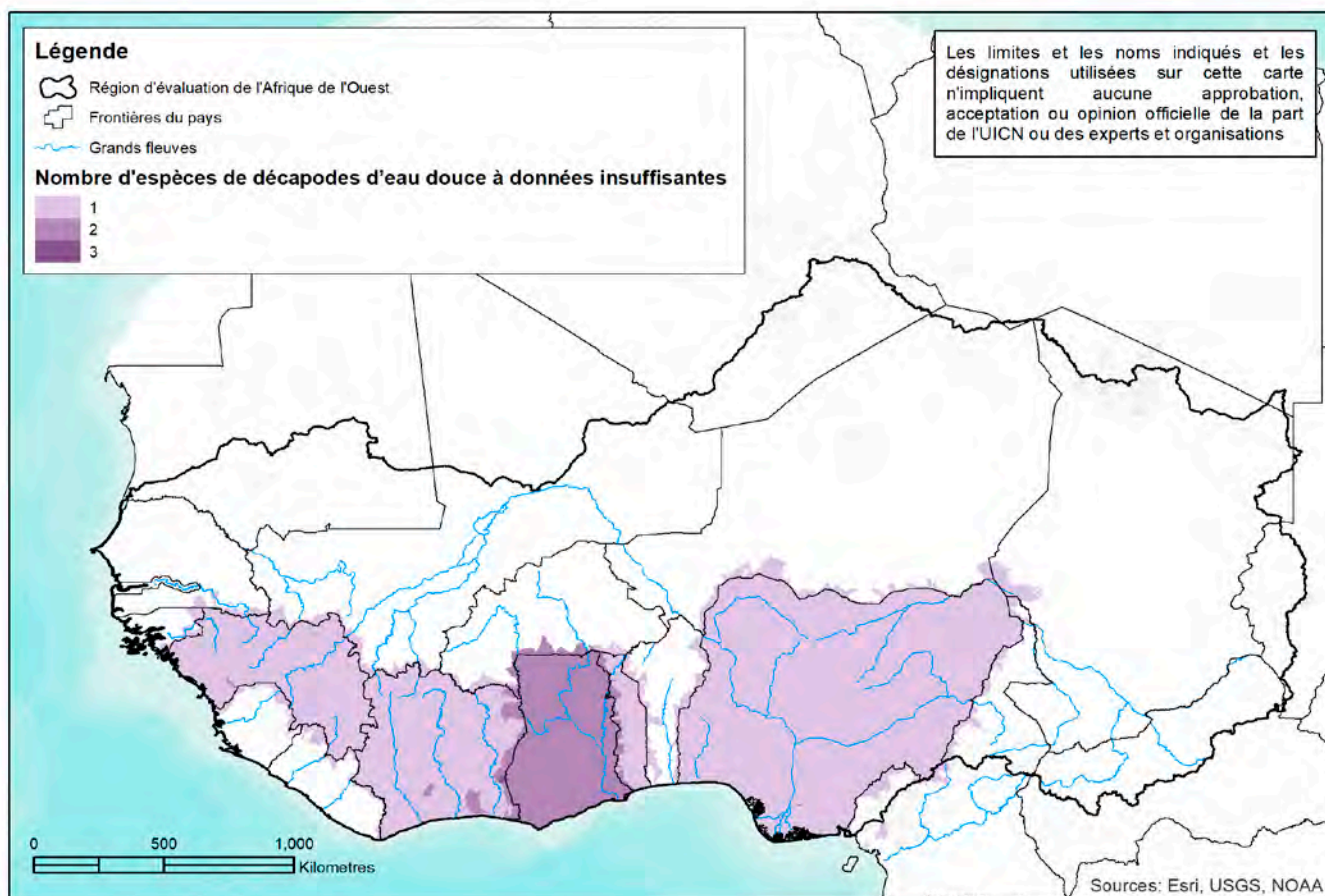 Légende
Région d'évaluation de l'Afrique de l'Ouest
Frontières du pays
Grands fleuves
Nombre d'espèces de décapodes d’eau douce à données insuffisantes
1
2
3
Les limites et les noms indiqués et les
désignations utilisées sur cette carte
n'impliquent aucune approbation,
acceptation ou opinion officielle de la part
de l'UICN ou des experts et organisations
0 500 1,000
Kilometres
Sources: Esri, USGS, NOAA